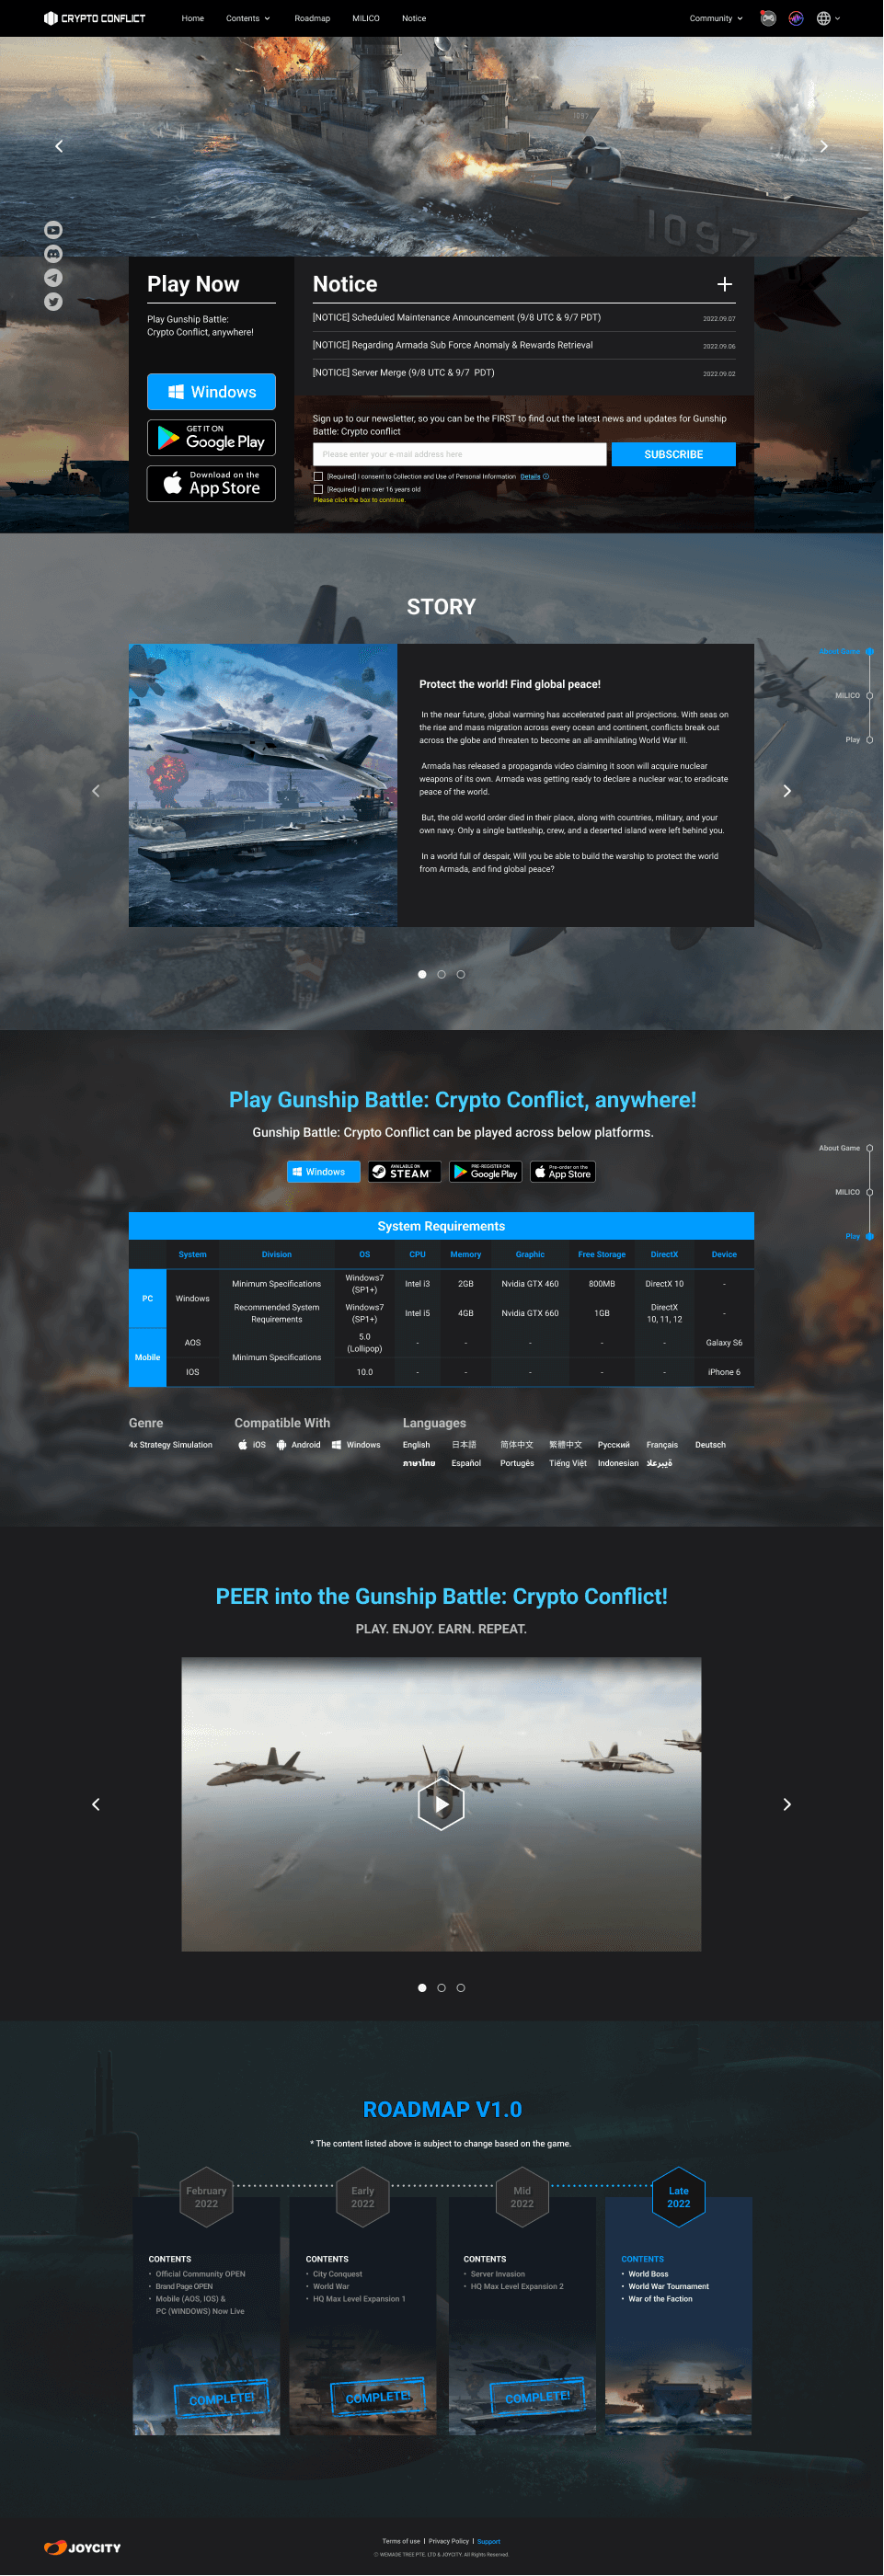 CRYPTO CONFLICT
Home Contents Roadmap MILICO Notice Community
1097
1097
Play Now
Play Gunship Battle:
Crypto Conflict, anywhere!
Windows
GET IT ON
Google Play
Download on the
App Store
Notice
[NOTICE] Scheduled Maintenance Announcement (9/8 UTC & 9/7 PDT) 2022.09.07
[NOTICE] Regarding Armada Sub Force Anomaly & Rewards Retrieval 2022.09.06
[NOTICE] Server Merge (9/8 UTC & 9/7 PDT) 2022.09.02
Sign up to our newsletter, so you can be the FIRST to find out the latest news and updates for Gunship
Battle: Crypto conflict
Please enter your e-mail address here SUBSCRIBE
[Required] I consent to Collection and Use of Personal Information Details
[Required] I am over 16 years old
Please click the box to continue.
STORY
About Game
MILICO
Play
Protect the world! Find global peace!
In the near future, global warming has accelerated past all projections. With seas on
the rise and mass migration across every ocean and continent, conflicts break out
across the globe and threaten to become an all-annihilating World War III.
Armada has released a propaganda video claiming it soon will acquire nuclear
weapons of its own. Armada was getting ready to declare a nuclear war, to eradicate
peace of the world.
But, the old world order died in their place, along with countries, military, and your
own navy. Only a single battleship, crew, and a deserted island were left behind you.
In a world full of despair, Will you be able to build the warship to protect the world
from Armada, and find global peace?
Play Gunship Battle: Crypto Conflict, anywhere!
Gunship Battle: Crypto Conflict can be played across below platforms.
About Game
MILICO
Play
Windows
AVAILABLE ON
STEAM
PRE-REGISTER ON
Google Play
Pre-order on the
App Store
System Requirements
System Division OS CPU Memory Graphic Free Storage DirectX Device
PC Windows Minimum Specifications Windows7 (SP1+) Intel i3 2GB Nvidia GTX 460 800MB DirectX 10 -
Recommended System Requirements Windows7 (SP1+) Intel i5 4GB Nvidia GTX 660 1GB DirectX 10, 11, 12 -
Mobile AOS Minimum Specifications 5.0 (Lollipop) - - - - - Galaxy S6
IOS 10.0 - - - - - iPhone 6
Genre
4x Strategy Simulation
Compatible With
iOS Android Windows
Languages
English 日本語 简体中文 繁體中文 Русский Français Deutsch
ภาษาไทย Español Portugês Tiếng Việt Indonesian
PEER into the Gunship Battle: Crypto Conflict!
PLAY. ENJOY. EARN. REPEAT.
ROADMAP V1.0
* The content listed above is subject to change based on the game.
February
2022
CONTENTS
• Official Community OPEN
• Brand Page OPEN
• Mobile (AOS, IOS) &
PC (WINDOWS) Now Live
COMPLETE!
Early
2022
CONTENTS
• City Conquest
• World War
• HQ Max Level Expansion 1
COMPLETE!
Mid
2022
CONTENTS
• Server Invasion
• HQ Max Level Expansion 2
COMPLETE!
Late
2022
CONTENTS
• World Boss
• World War Tournament
• War of the Faction
JOYCITY
Terms of use | Privacy Policy | Support
© WEMADE TREE PTE. LTD & JOYCITY. All Rights Reserved.